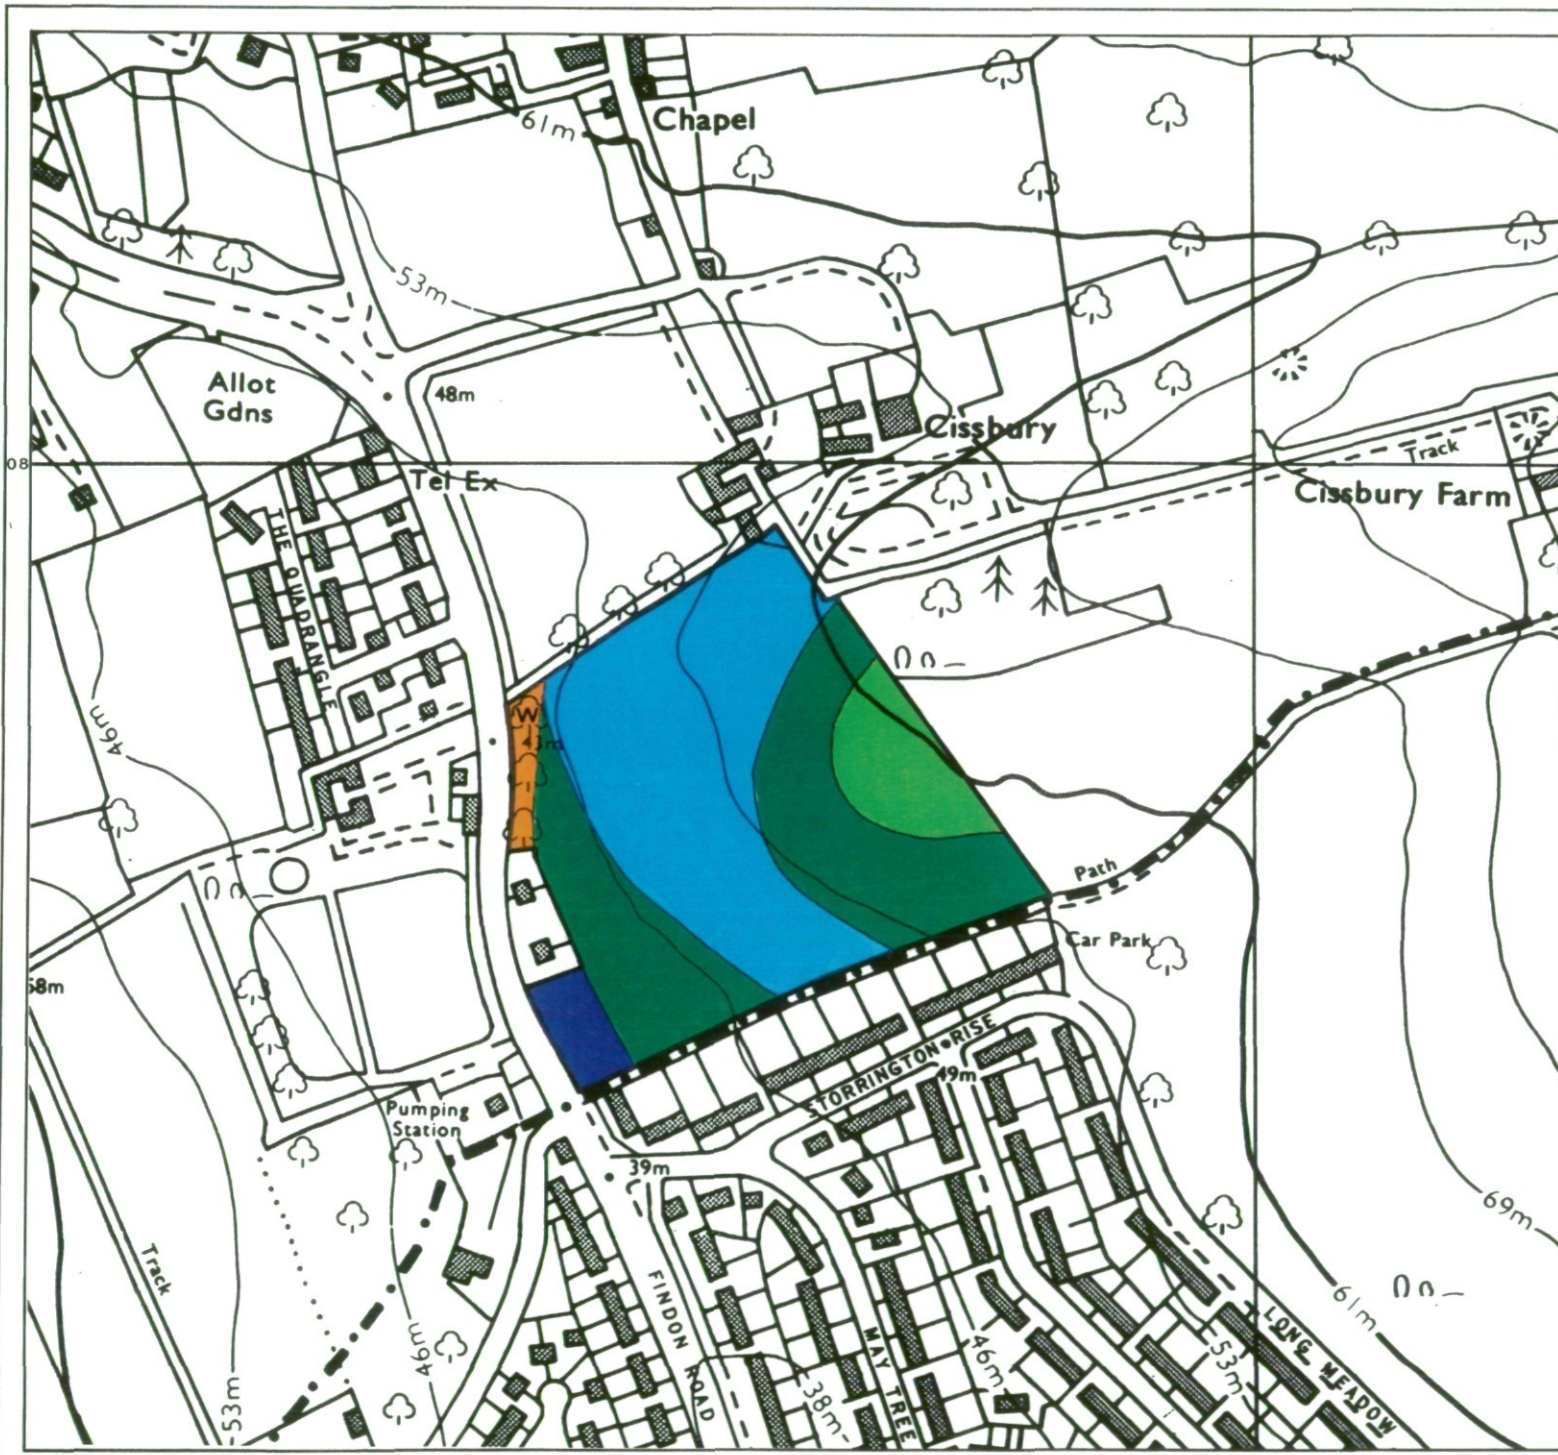 61m
Chapel
53m
Allot
Gdns
48m
Cissbury
08
Tel Ex
Track
Cissbury Farm
THE QUADRANGLE
W
43m
46m
Path
Car Park
58m
STORRINGTON RISE
49m
Pumping
Station
39m
69m
Track
FINDON ROAD
61m
LONG MEADOW
MAY TREE
46m
46m
53m
53m
38m